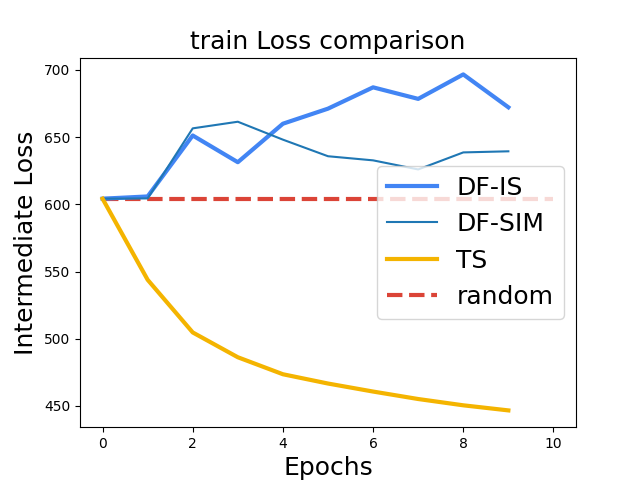 train Loss comparison
Intermediate Loss
700
650
600
550
500
450
DF-IS
DF-SIM
TS
random
0 2 4 6 8 10
Epochs